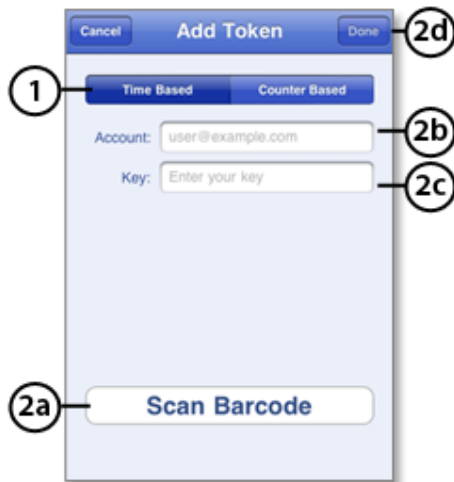 Cancel Add Token Done 2d
1 Time Based Counter Based
Account: user@example.com 2b
Key: Enter your key 2c
2a Scan Barcode